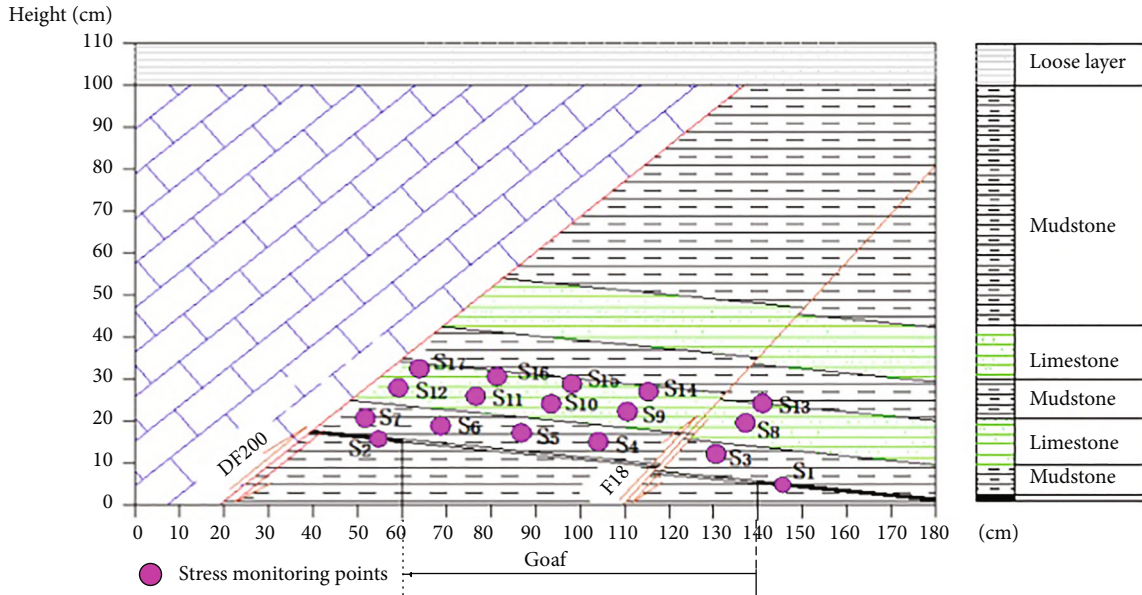 Height (cm)
110
100
90
80
70
60
50
40
30
20
10
0
Loose layer
Mudstone
Limestone
Mudstone
Limestone
Mudstone
S17
S16
S15
S14
S13
S12
S11
S10
S9
S8
S7
S6
S5
S4
S3
S2
S1
DF200
F18
0 10 20 30 40 50 60 70 80 90 100 110 120 130 140 150 160 170 180 (cm)
Goaf
Stress monitoring points